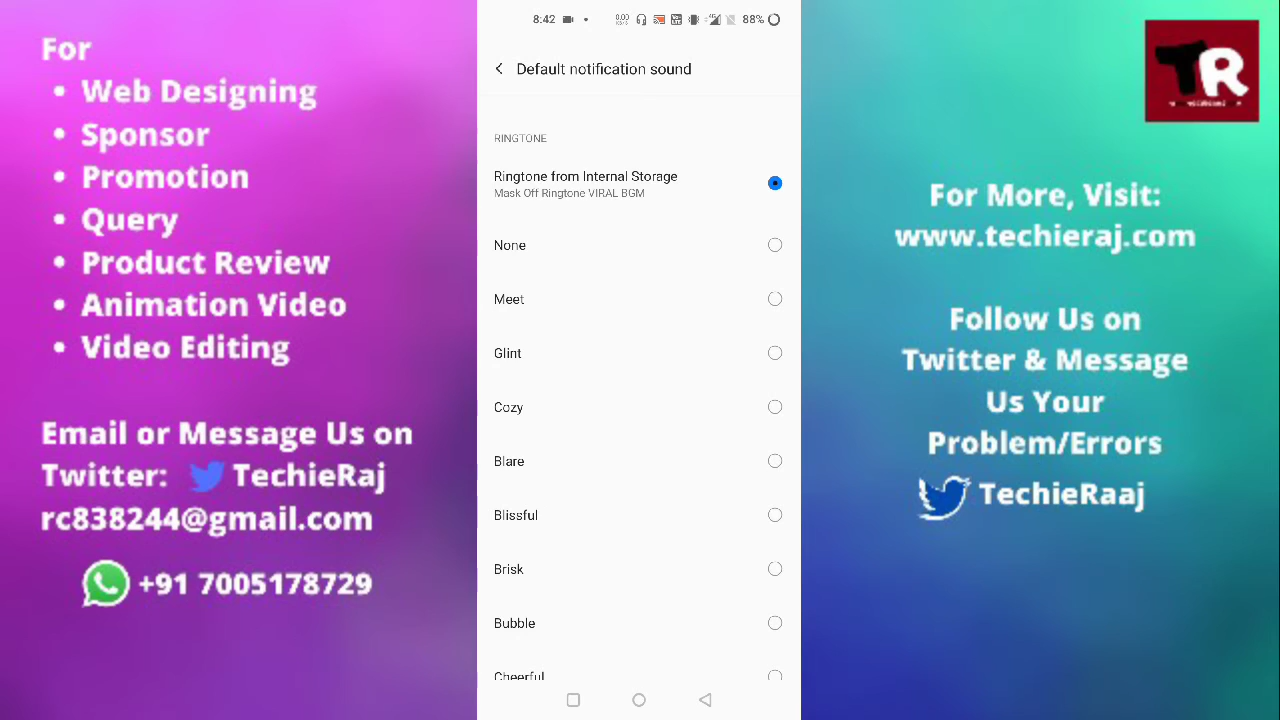 For
• Web Designing
• Sponsor
• Promotion
• Query
• Product Review
• Animation Video
• Video Editing
Email or Message Us on
Twitter: TechieRaj
rc838244@gmail.com
+91 7005178729
8:42
0.00
88%
Default notification sound
RINGTONE
Ringtone from Internal Storage
Mask Off Ringtone VIRAL BGM
None
Meet
Glint
Cozy
Blare
Blissful
Brisk
Bubble
Cheerful
TR
For More, Visit:
www.techieraj.com
Follow Us on
Twitter & Message
Us Your
Problem/Errors
TechieRaaj